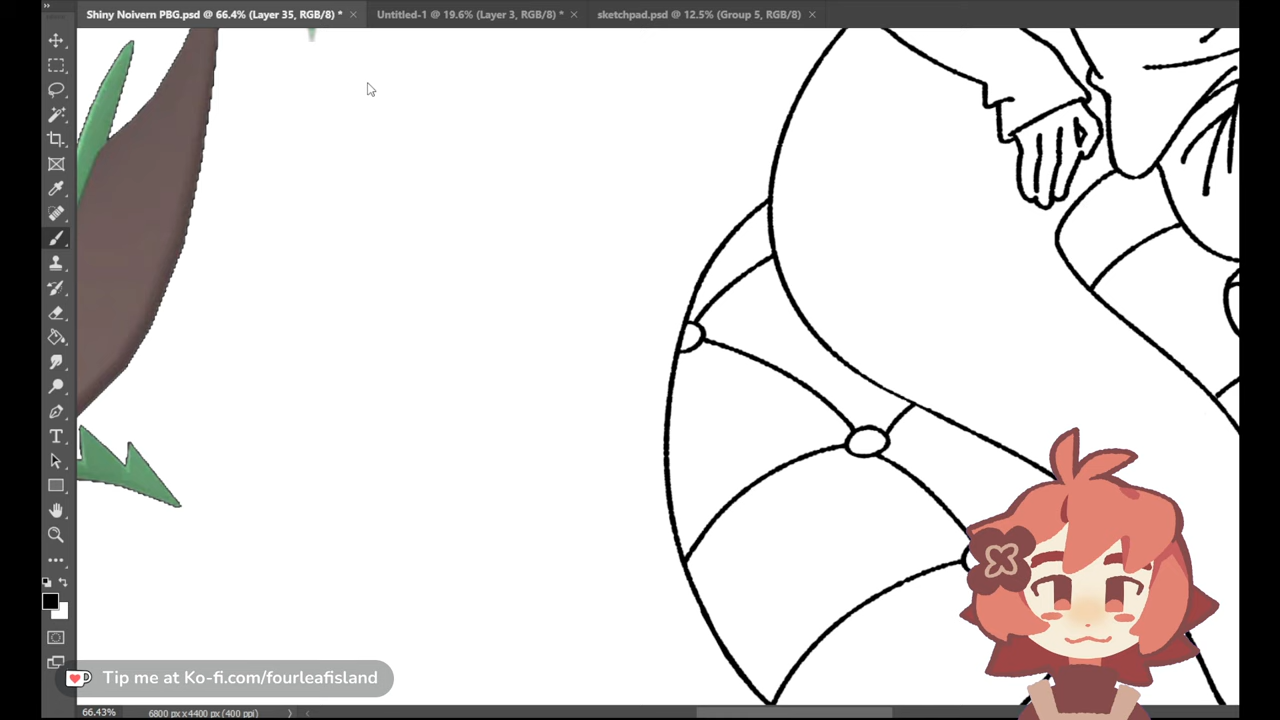 Shiny Noivern PBG.psd @ 66.4% (Layer 35, RGB/8) *
Untitled-1 @ 19.6% (Layer 3, RGB/8) *
sketchpad.psd @ 12.5% (Group 5, RGB/8)
Tip me at Ko-fi.com/fourleafisland
66.43%
6800 px x 4400 px (400 ppi)